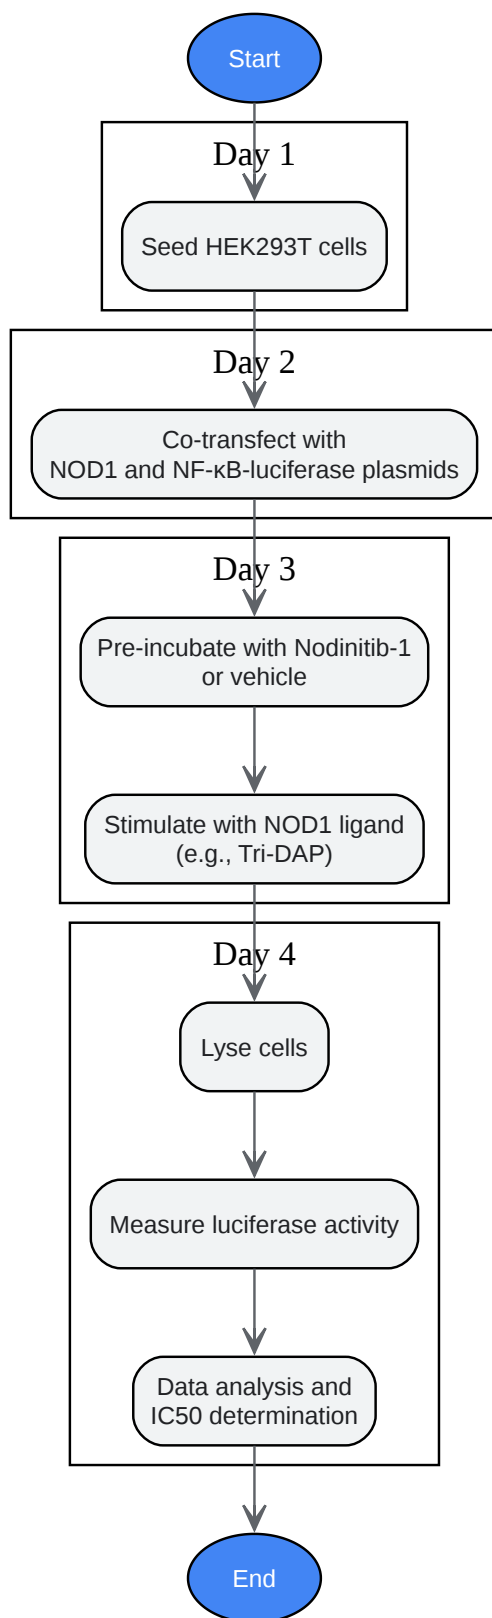 Start
Day 1
Seed HEK293T cells
Day 2
Co-transfect with
NOD1 and NF-κB-luciferase plasmids
Day 3
Pre-incubate with Nodinitib-1
or vehicle
Stimulate with NOD1 ligand
(e.g., Tri-DAP)
Day 4
Lyse cells
Measure luciferase activity
Data analysis and
IC50 determination
End